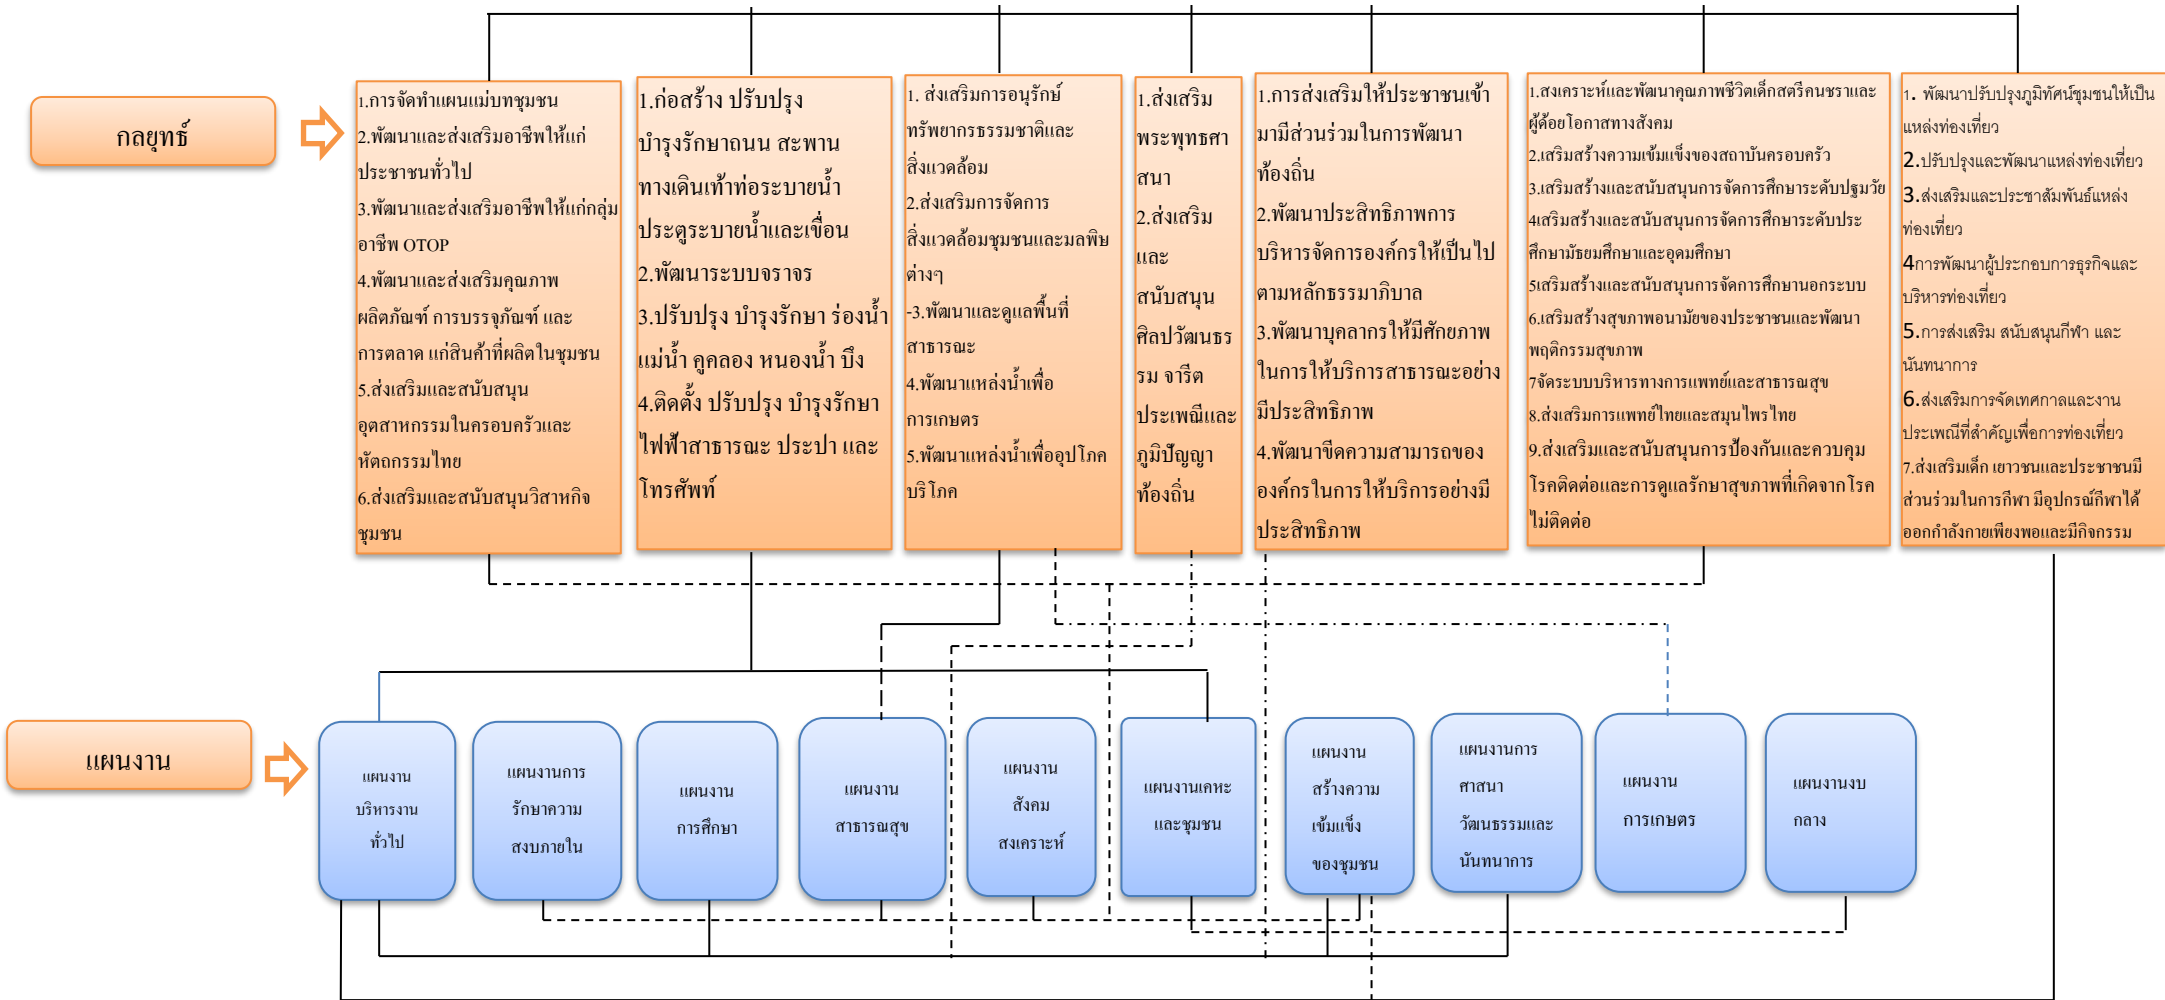 กลยุทธ์
1.การจัดทำแผนแม่บทชุมชน
2.พัฒนาและส่งเสริมอาชีพให้แก่
ประชาชนทั่วไป
3.พัฒนาและส่งเสริมอาชีพให้แก่กลุ่ม
อาชีพ OTOP
4.พัฒนาและส่งเสริมคุณภาพ
ผลิตภัณฑ์ การบรรจุภัณฑ์ และ
การตลาด แก่สินค้าที่ผลิตในชุมชน
5.ส่งเสริมและสนับสนุน
อุตสาหกรรมในครอบครัวและ
หัตถกรรมไทย
6.ส่งเสริมและสนับสนุนวิสาหกิจ
ชุมชน
1.ก่อสร้าง ปรับปรุง
บำรุงรักษาถนน สะพาน
ทางเดินเท้าท่อระบายน้ำ
ประตูระบายน้ำและเขื่อน
2.พัฒนาระบบจราจร
3.ปรับปรุง บำรุงรักษา ร่องน้ำ
แม่น้ำ คูคลอง หนองน้ำ บึง
4.ติดตั้ง ปรับปรุง บำรุงรักษา
ไฟฟ้าสาธารณะ ประปา และ
โทรศัพท์
1. ส่งเสริมการอนุรักษ์
ทรัพยากรธรรมชาติและ
สิ่งแวดล้อม
2.ส่งเสริมการจัดการ
สิ่งแวดล้อมชุมชนและมลพิษ
ต่างๆ
-3.พัฒนาและดูแลพื้นที่
สาธารณะ
4.พัฒนาแหล่งน้ำเพื่อ
การเกษตร
5.พัฒนาแหล่งน้ำเพื่ออุปโภค
บริโภค
1.ส่งเสริม
พระพุทธศา
สนา
2.ส่งเสริม
และ
สนับสนุน
ศิลปวัฒนธร
รม จารีต
ประเพณีและ
ภูมิปัญญา
ท้องถิ่น
1.การส่งเสริมให้ประชาชนเข้า
มามีส่วนร่วมในการพัฒนา
ท้องถิ่น
2.พัฒนาประสิทธิภาพการ
บริหารจัดการองค์กรให้เป็นไป
ตามหลักธรรมาภิบาล
3.พัฒนาบุคลากรให้มีศักยภาพ
ในการให้บริการสาธารณะอย่าง
มีประสิทธิภาพ
4.พัฒนาขีดความสามารถของ
องค์กรในการให้บริการอย่างมี
ประสิทธิภาพ
1.สงเคราะห์และพัฒนาคุณภาพชีวิตเด็กสตรีคนชราและ
ผู้ด้อยโอกาสทางสังคม
2.เสริมสร้างความเข้มแข็งของสถาบันครอบครัว
3.เสริมสร้างและสนับสนุนการจัดการศึกษาระดับปฐมวัย
4เสริมสร้างและสนับสนุนการจัดการศึกษาระดับประ
ศึกษามัธยมศึกษาและอุดมศึกษา
5เสริมสร้างและสนับสนุนการจัดการศึกษานอกระบบ
6.เสริมสร้างสุขภาพอนามัยของประชาชนและพัฒนา
พฤติกรรมสุขภาพ
7จัดระบบบริหารทางการแพทย์และสาธารณสุข
8.ส่งเสริมการแพทย์ไทยและสมุนไพรไทย
9.ส่งเสริมและสนับสนุนการป้องกันและควบคุม
โรคติดต่อและการดูแลรักษาสุขภาพที่เกิดจากโรค
ไม่ติดต่อ
1. พัฒนาปรับปรุงภูมิทัศน์ชุมชนให้เป็น
แหล่งท่องเที่ยว
2.ปรับปรุงและพัฒนาแหล่งท่องเที่ยว
3.ส่งเสริมและประชาสัมพันธ์แหล่ง
ท่องเที่ยว
4การพัฒนาผู้ประกอบการธุรกิจและ
บริหารท่องเที่ยว
5.การส่งเสริม สนับสนุนกีฬา และ
นันทนาการ
6.ส่งเสริมการจัดเทศกาลและงาน
ประเพณีที่สำคัญเพื่อการท่องเที่ยว
7.ส่งเสริมเด็ก เยาวชนและประชาชนมี
ส่วนร่วมในการกีฬา มีอุปกรณ์กีฬาได้
ออกกำลังกายเพียงพอและมีกิจกรรม
แผนงาน
แผนงาน
บริหารงาน
ทั่วไป
แผนงานการ
รักษาความ
สงบภายใน
แผนงาน
การศึกษา
แผนงาน
สาธารณสุข
แผนงาน
สังคม
สงเคราะห์
แผนงานเคหะ
และชุมชน
แผนงาน
สร้างความ
เข้มแข็ง
ของชุมชน
แผนงานการ
ศาสนา
วัฒนธรรมและ
นันทนาการ
แผนงาน
การเกษตร
แผนงานงบ
กลาง